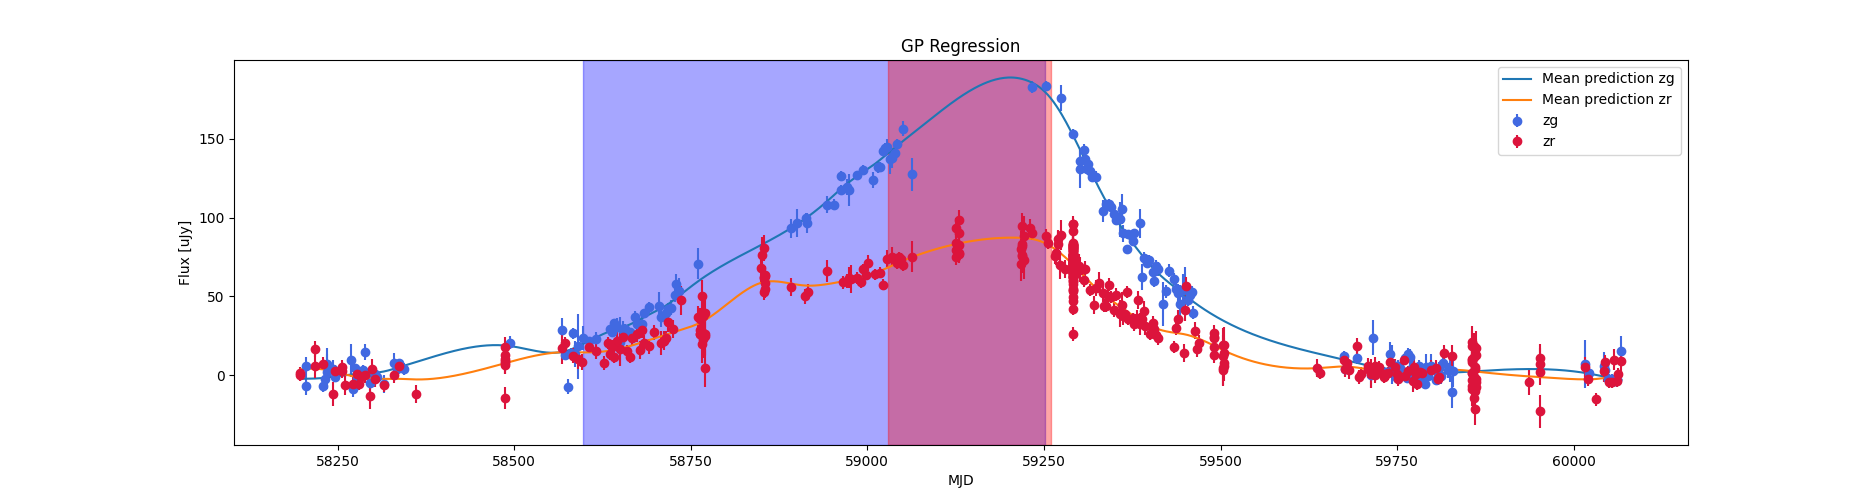 GP Regression
Mean prediction zg
Mean prediction zr
zg
zr
Flux [uJy]
150
100
50
0
58250
58500
58750
59000
59250
59500
59750
60000
MJD